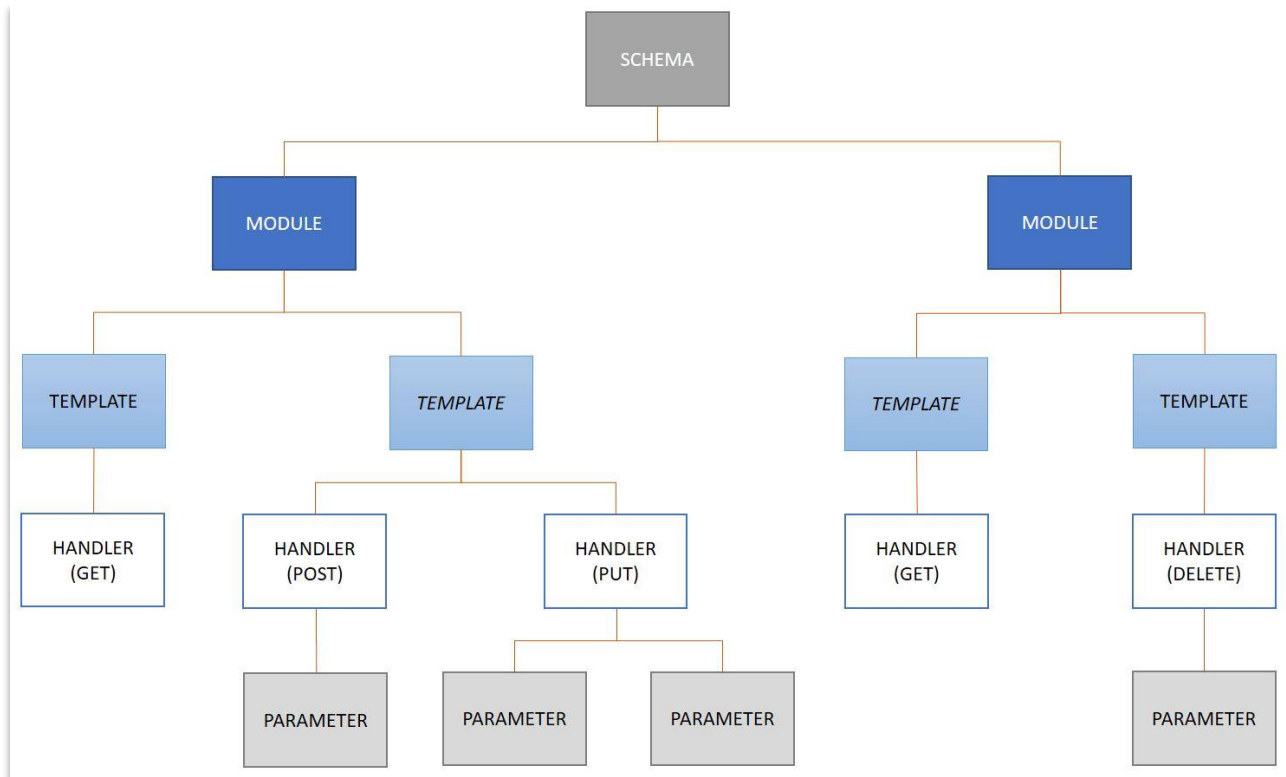 SCHEMA
MODULE
MODULE
TEMPLATE
TEMPLATE
TEMPLATE
TEMPLATE
HANDLER
(GET)
HANDLER
(POST)
HANDLER
(PUT)
HANDLER
(GET)
HANDLER
(DELETE)
PARAMETER
PARAMETER
PARAMETER
PARAMETER